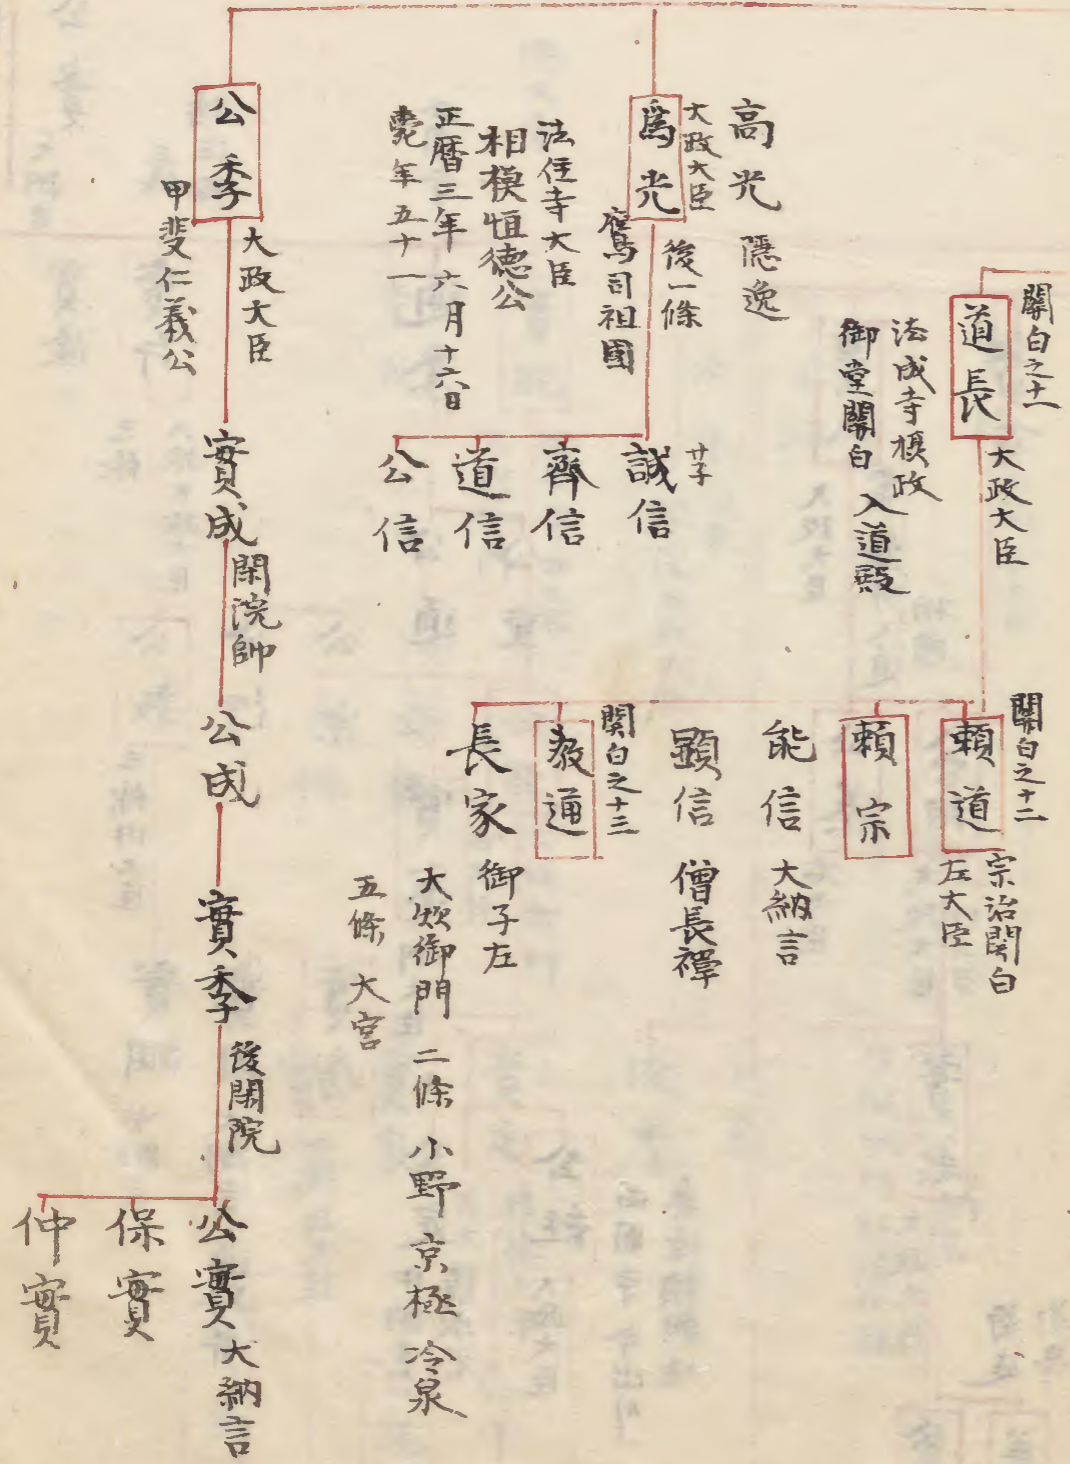 關白之十一
道長
大政大臣
法成寺摂政
御堂關白 入道殿
關白之十二
頼道
宗治関白
左大臣
頼宗
能信 大納言
顕信 僧長禅
関白之十三
教通
長家 御子左
大炊御門 二條 小野 京極 冷泉
五條 大宮
高光 隠逸
大政大臣
為光
後一條
鷹司祖國
法住寺大臣
相模恒徳公
正暦三年六月十六日
薨年五十一
誠信
齊信
道信
公信
公季
大政大臣
甲斐仁義公
實成 閑院帥
公成
實季 後閑院
公實 大納言
保實
仲實